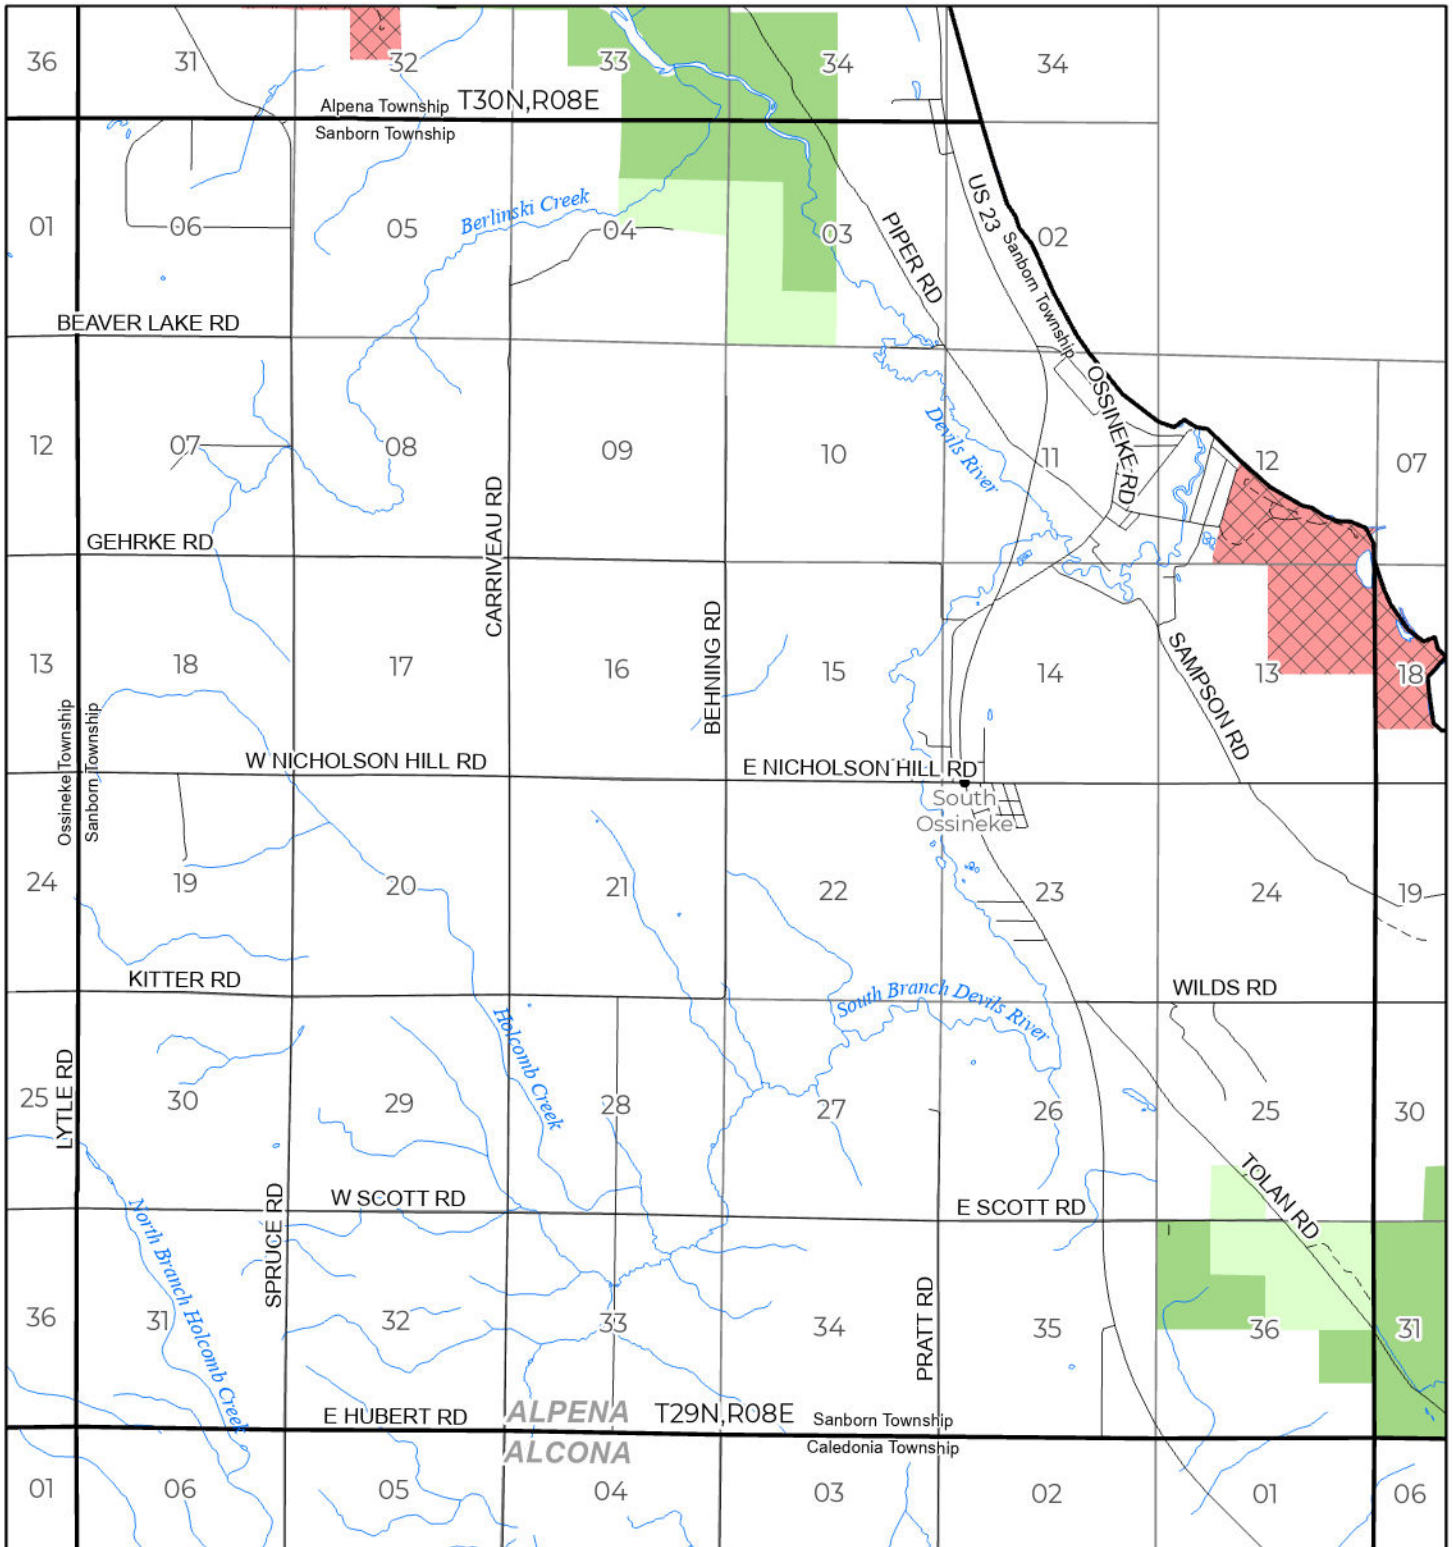 36
31
32
33
34
34
Alpena Township
T30N,R08E
Sanborn Township
01
06
05
Berlinski Creek
04
03
PIPER RD
US 23
Sanborn Township
02
BEAVER LAKE RD
12
07
08
09
10
Devils River
11
OSSINEKE RD
12
07
GEHRKE RD
CARRIVEAU RD
13
18
17
16
BEHNING RD
15
14
SAMPSON RD
13
18
Ossineke Township
Sanborn Township
W NICHOLSON HILL RD
E NICHOLSON HILL RD
South
Ossineke
24
19
20
21
22
23
24
19
KITTER RD
Holcomb Creek
South Branch Devils River
WILDS RD
25
LYTLE RD
30
29
28
27
26
25
30
North Branch Holcomb Creek
SPRUCE RD
W SCOTT RD
E SCOTT RD
TOLAN RD
36
31
32
33
34
PRATT RD
35
36
31
E HUBERT RD
ALPENA
T29N,R08E
Sanborn Township
ALCONA
Caledonia Township
01
06
05
04
03
02
01
06